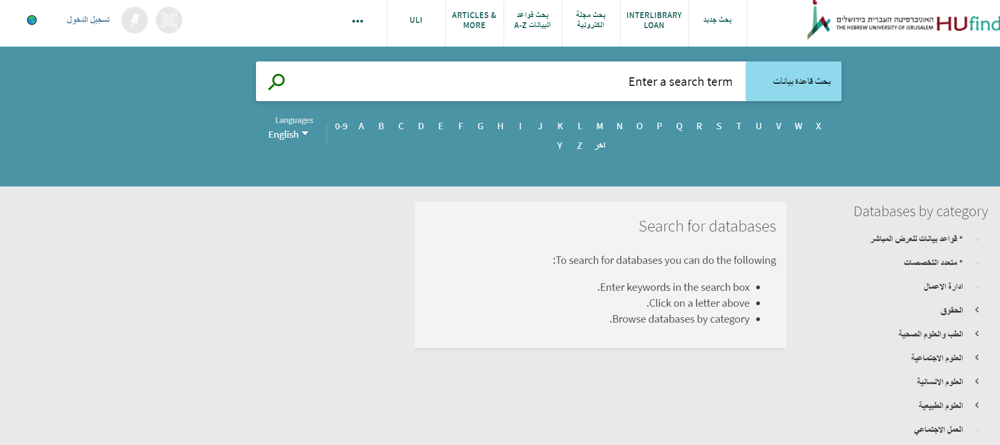 האוניברסיטה העברית בירושלים
THE HEBREW UNIVERSITY OF JERUSALEM
HUfind
بحث جديد
INTERLIBRARY
LOAN
بحث مجلة
الكترونية
بحث قواعد
البيانات A-Z
ARTICLES &
MORE
ULI
•••
تسجيل الدخول
بحث قاعدة بيانات
Enter a search term
Languages
English
0-9 A B C D E F G H I J K L M N O P Q R S T U V W X
Y Z اخر
Databases by category
* قواعد بيانات للعرض المباشر
* متعدد التخصصات
ادارة الاعمال
الحقوق
الطب والعلوم الصحية
العلوم الاجتماعية
العلوم الانسانية
العلوم الطبيعية
العمل الاجتماعي
Search for databases
:To search for databases you can do the following
.Enter keywords in the search box
.Click on a letter above
.Browse databases by category